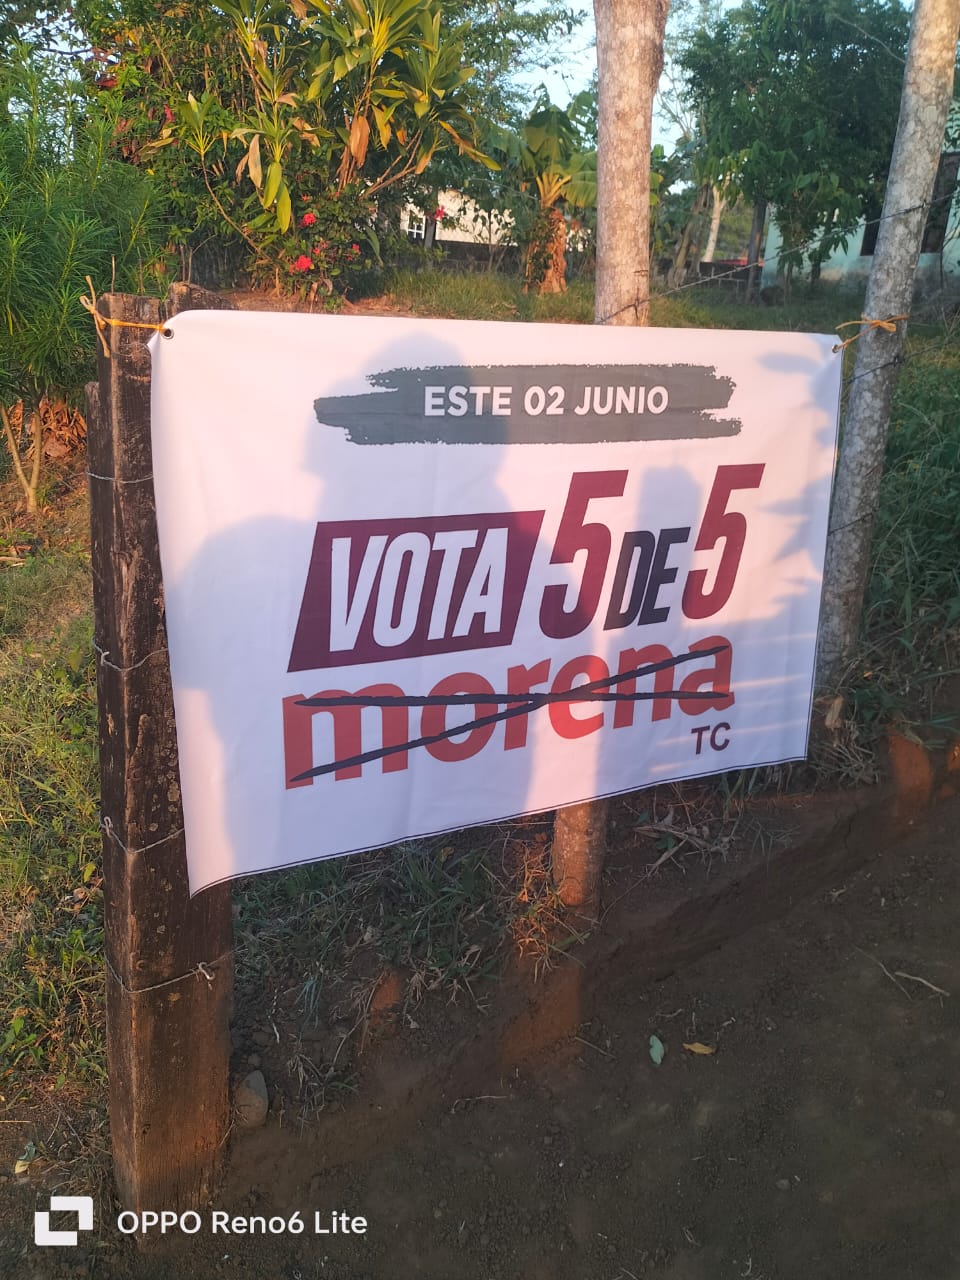 ESTE 02 JUNIO
VOTA 5 DE 5
morena
TC
OPPO Reno6 Lite